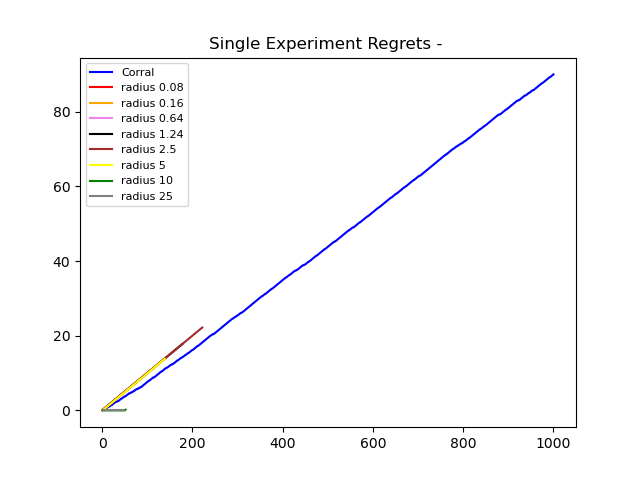 Single Experiment Regrets -
Corral
radius 0.08
radius 0.16
radius 0.64
radius 1.24
radius 2.5
radius 5
radius 10
radius 25
80
60
40
20
0
0 200 400 600 800 1000